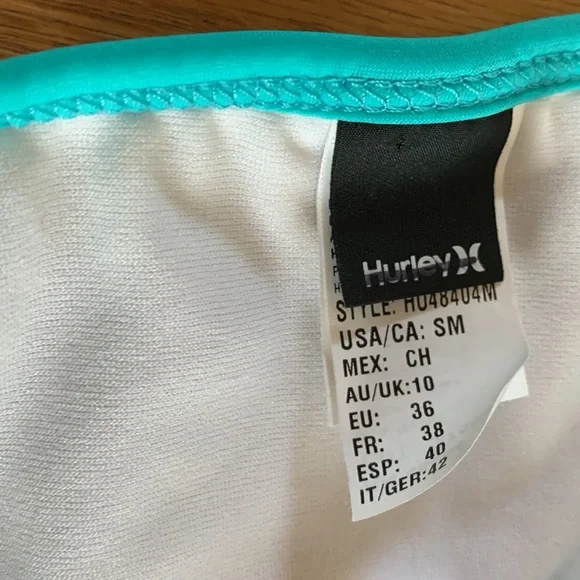 Hurley
STYLE: HU48404M
USA/CA: SM
MEX: CH
AU/UK:10
EU: 36
FR: 38
ESP: 40
IT/GER:42